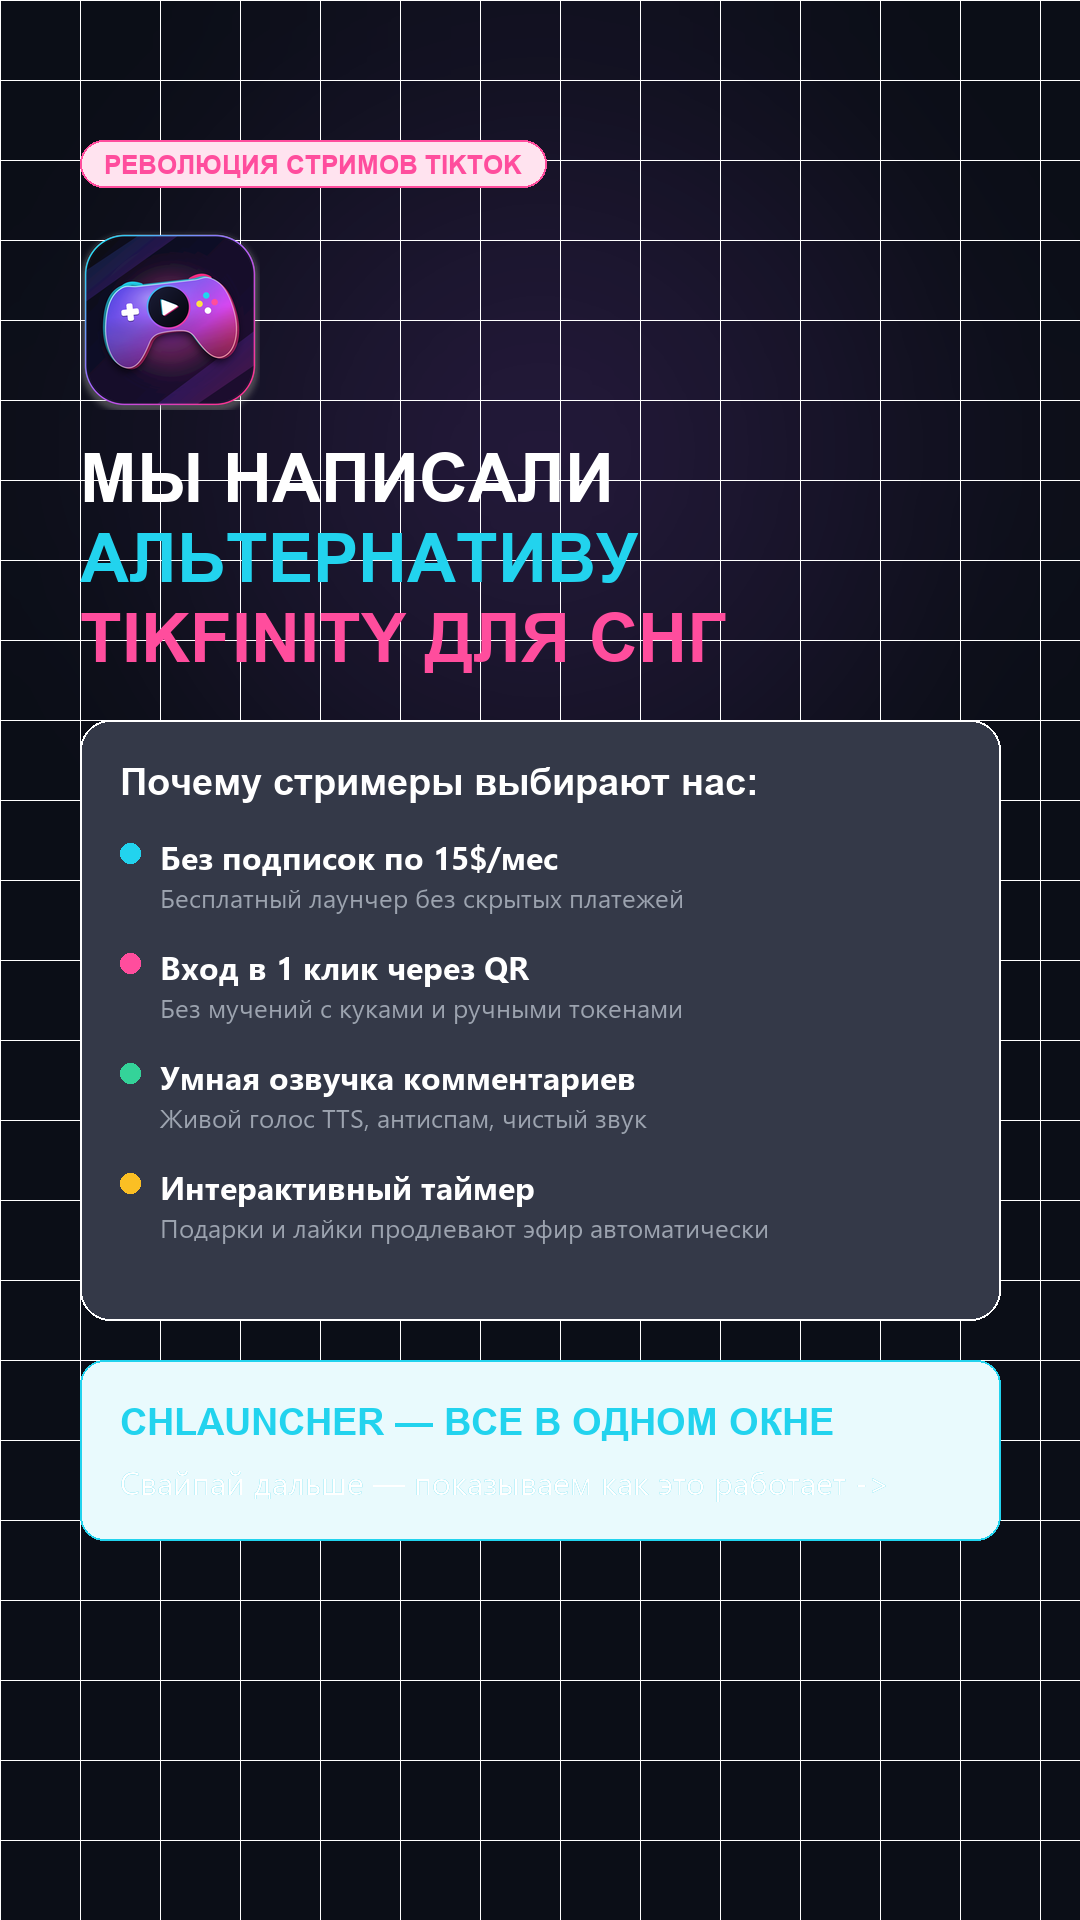 РЕВОЛЮЦИЯ СТРИМОВ TIKTOK
МЫ НАПИСАЛИ
АЛЬТЕРНАТИВУ
TIKFINITY ДЛЯ СНГ
Почему стримеры выбирают нас:
Без подписок по 15$/мес
Бесплатный лаунчер без скрытых платежей
Вход в 1 клик через QR
Без мучений с куками и ручными токенами
Умная озвучка комментариев
Живой голос TTS, антиспам, чистый звук
Интерактивный таймер
Подарки и лайки продлевают эфир автоматически
CHLAUNCHER — ВСЕ В ОДНОМ ОКНЕ
Свайпай дальше — показываем как это работает ->